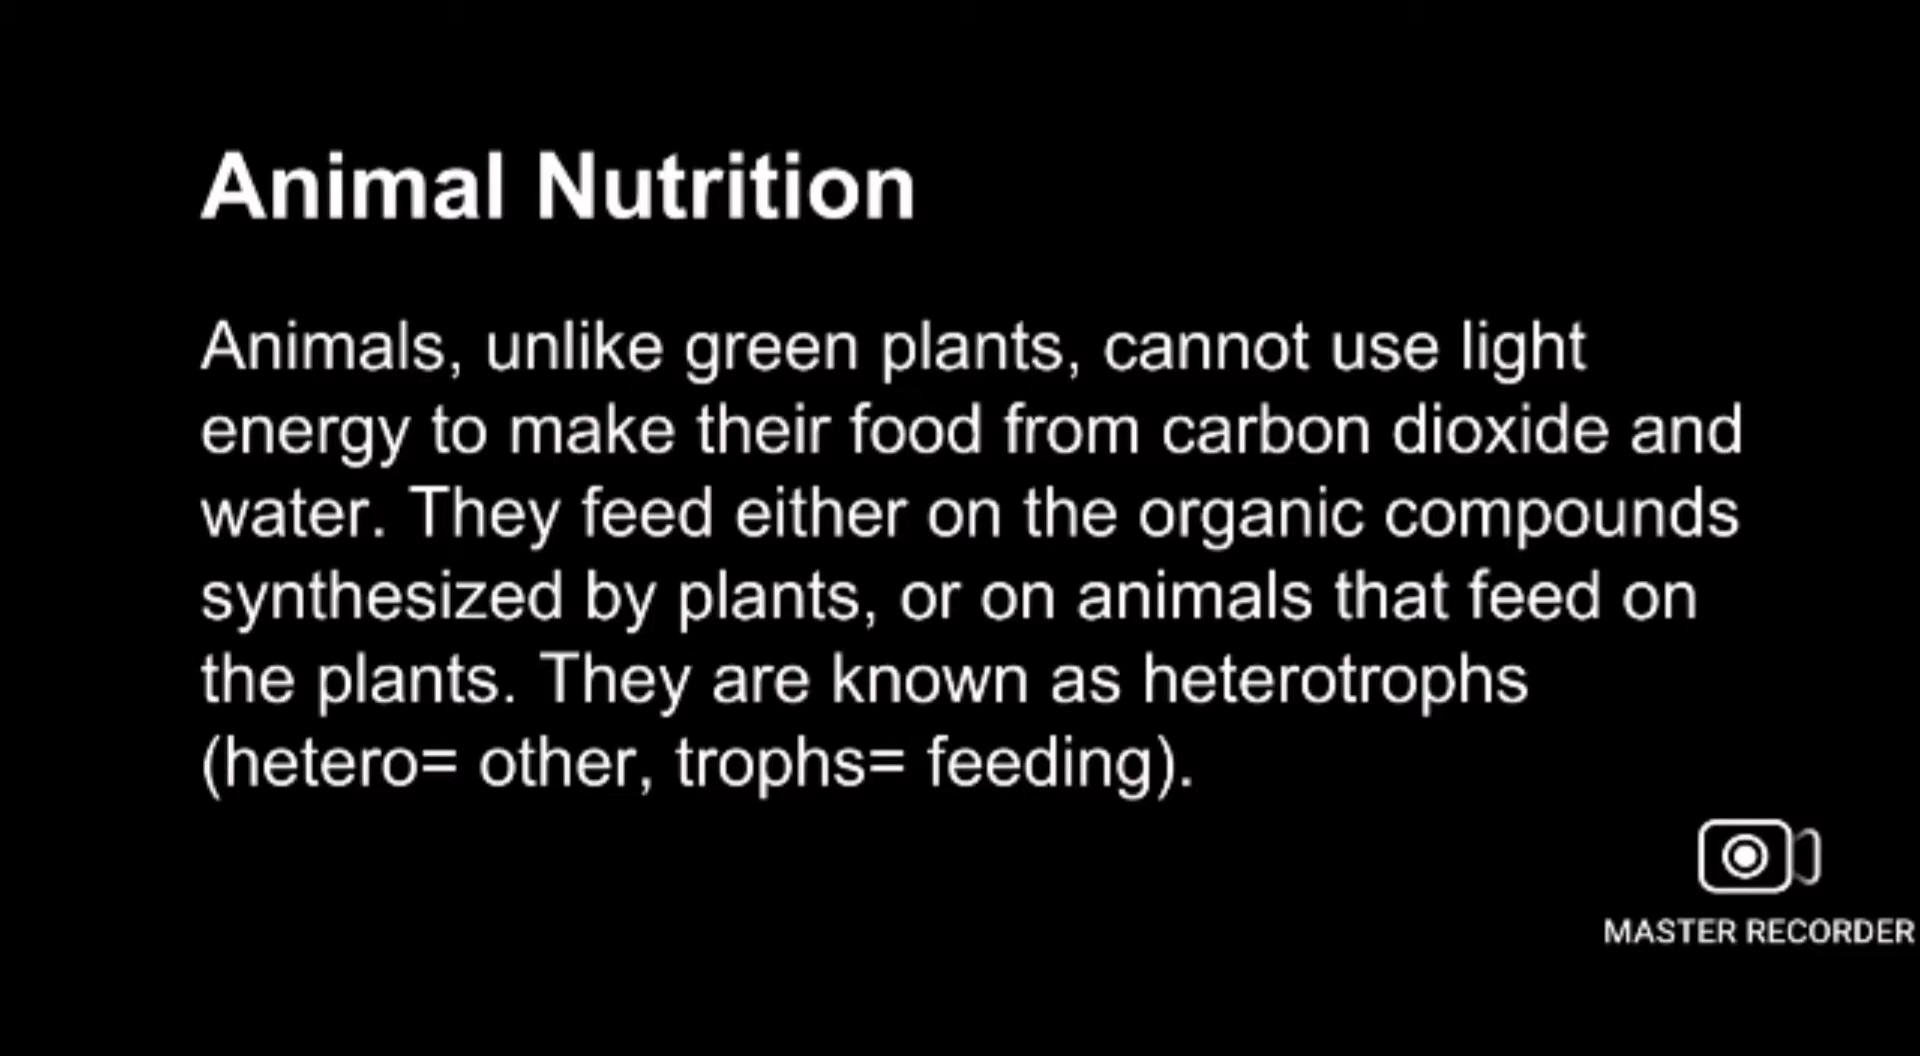 Animal Nutrition
Animals, unlike green plants, cannot use light
energy to make their food from carbon dioxide and
water. They feed either on the organic compounds
synthesized by plants, or on animals that feed on
the plants. They are known as heterotrophs
(hetero= other, trophs= feeding).
MASTER RECORDER